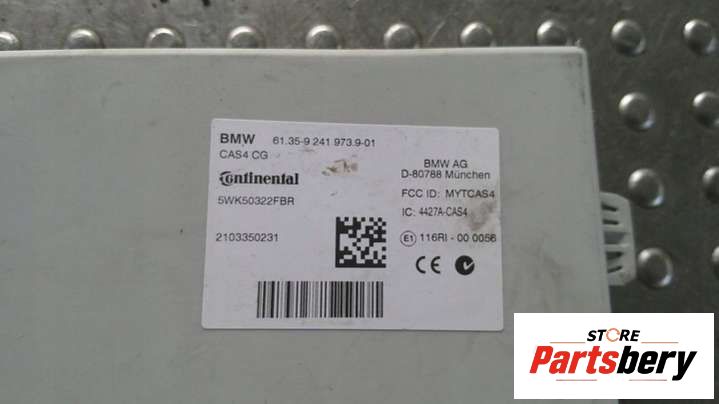 BMW 61.35-9 241 973.9-01
CAS4 CG
Continental
5WK50322FBR
2103350231
BMW AG
D-80788 München
FCC ID: MYTCAS4
IC: 4427A-CAS4
E1 116RI - 00 0056
CE
STORE
Partsbery